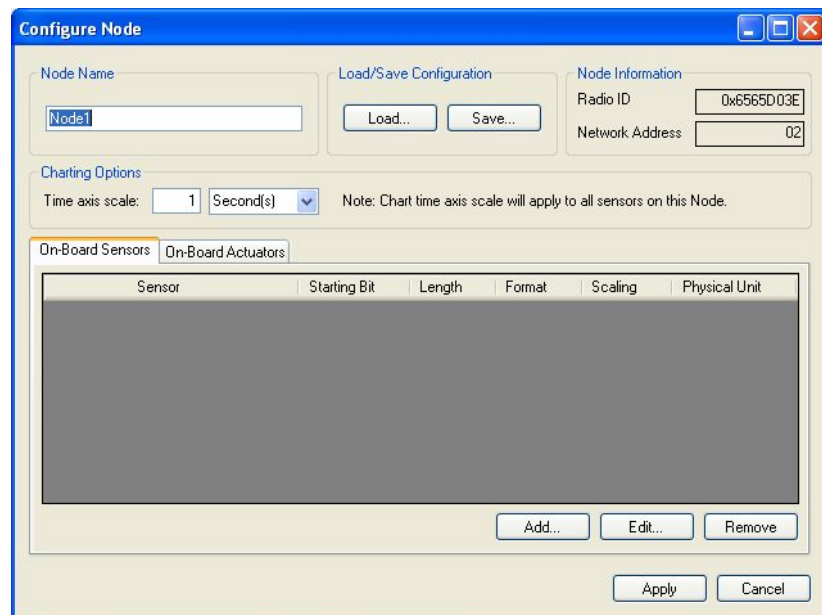 Configure Node
Node Name
Node1
Load/Save Configuration
Load...
Save...
Node Information
Radio ID
0x6565D03E
Network Address
02
Charting Options
Time axis scale:
1
Second(s)
Note: Chart time axis scale will apply to all sensors on this Node.
On-Board Sensors
On-Board Actuators
Sensor
Starting Bit
Length
Format
Scaling
Physical Unit
Add...
Edit...
Remove
Apply
Cancel